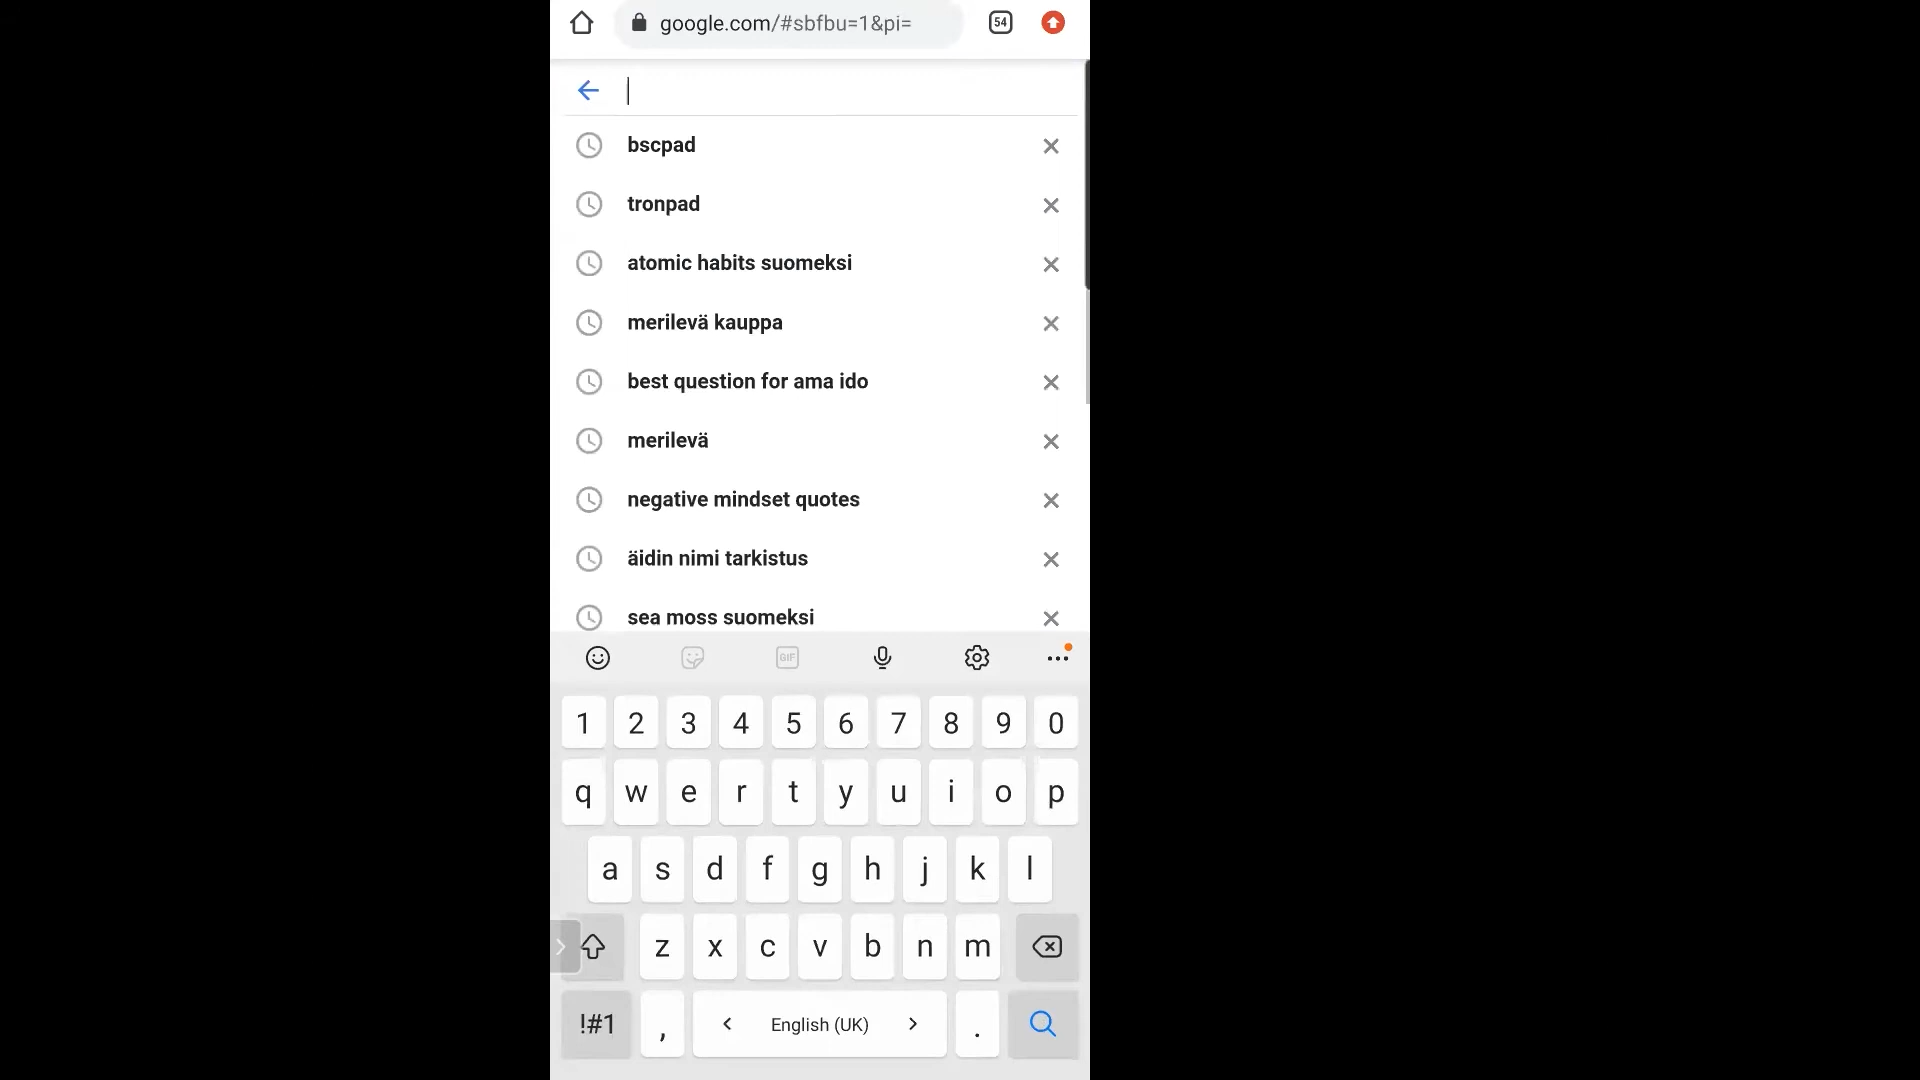 google.com/#sbfbu=1&pi=
54
bscpad
tronpad
atomic habits suomeksi
merilevä kauppa
best question for ama ido
merilevä
negative mindset quotes
äidin nimi tarkistus
sea moss suomeksi
GIF
1 2 3 4 5 6 7 8 9 0
q w e r t y u i o p
a s d f g h j k l
z x c v b n m
!#1 , English (UK) .